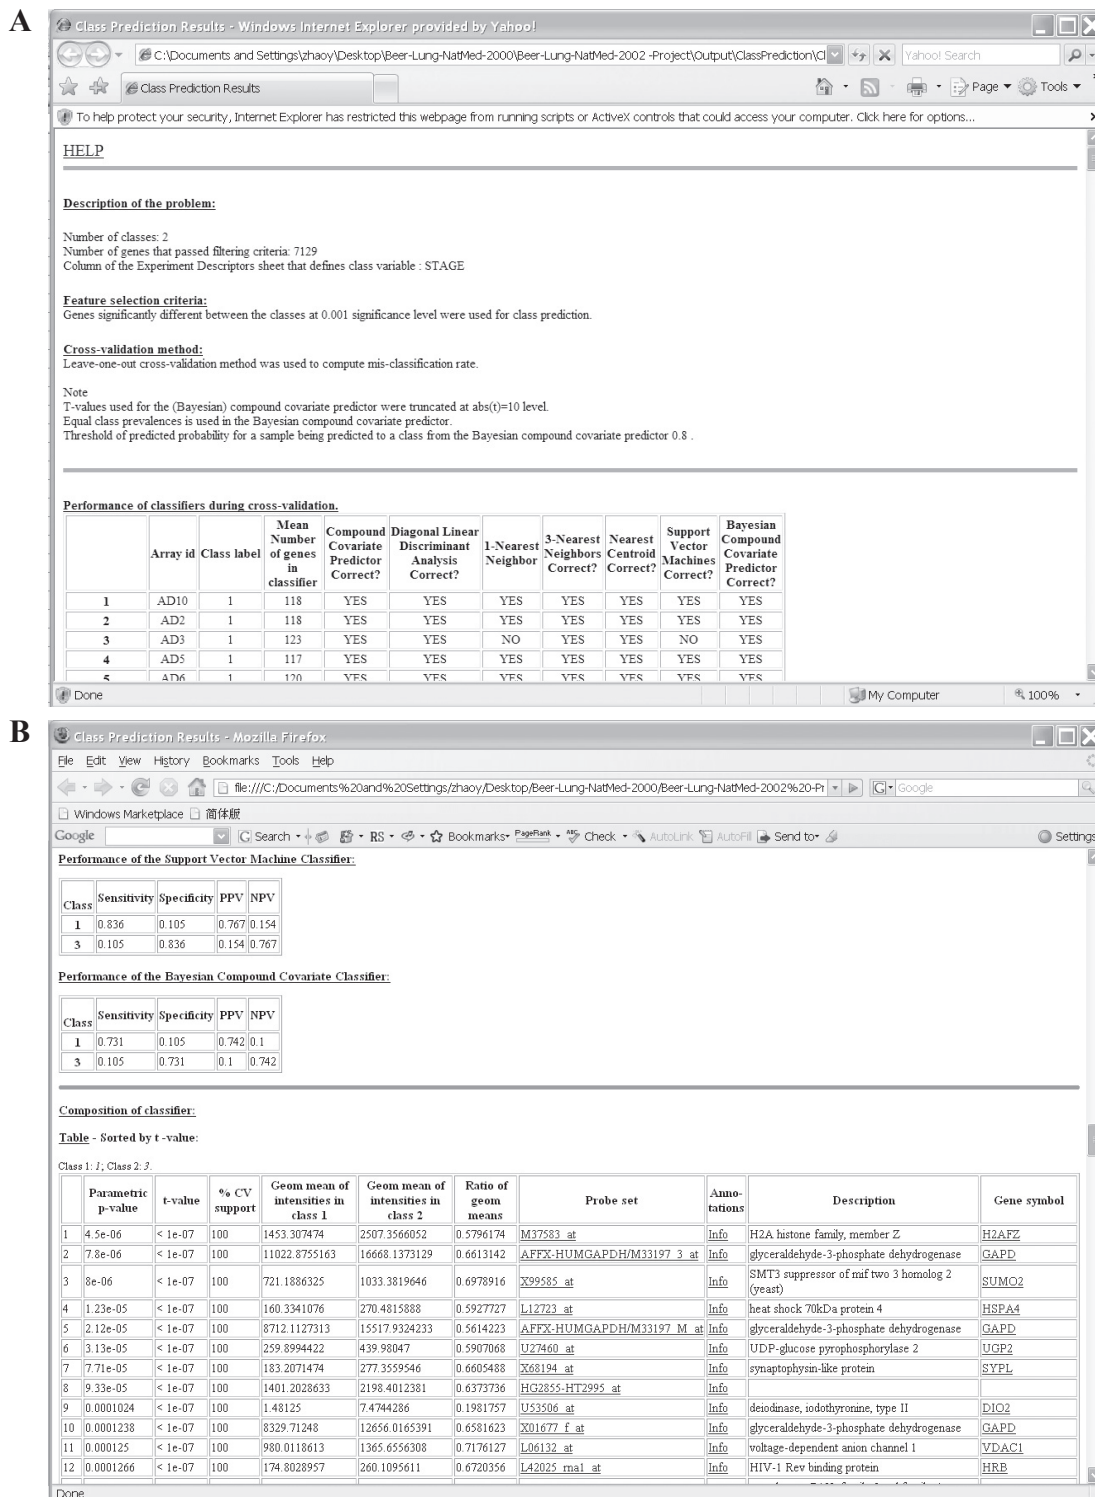 A
Class Prediction Results - Windows Internet Explorer provided by Yahoo!
C:\Documents and Settings\zhaoy\Desktop\Beer-Lung-NatMed-2000\Beer-Lung-NatMed-2002 -Project\Output\ClassPrediction\Cl
Yahoo! Search
Class Prediction Results
Page Tools
To help protect your security, Internet Explorer has restricted this webpage from running scripts or ActiveX controls that could access your computer. Click here for options...
HELP
Description of the problem:
Number of classes: 2
Number of genes that passed filtering criteria: 7129
Column of the Experiment Descriptors sheet that defines class variable : STAGE
Feature selection criteria:
Genes significantly different between the classes at 0.001 significance level were used for class prediction.
Cross-validation method:
Leave-one-out cross-validation method was used to compute mis-classification rate.
Note
T-values used for the (Bayesian) compound covariate predictor were truncated at abs(t)=10 level.
Equal class prevalences is used in the Bayesian compound covariate predictor.
Threshold of predicted probability for a sample being predicted to a class from the Bayesian compound covariate predictor 0.8 .
Performance of classifiers during cross-validation.
Array id Class label Mean Number of genes in classifier Compound Covariate Predictor Correct? Diagonal Linear Discriminant Analysis Correct? 1-Nearest Neighbor 3-Nearest Neighbors Correct? Nearest Centroid Correct? Support Vector Machines Correct? Bayesian Compound Covariate Predictor Correct?
1 AD10 1 118 YES YES YES YES YES YES YES
2 AD2 1 118 YES YES YES YES YES YES YES
3 AD3 1 123 YES YES NO YES YES NO YES
4 AD5 1 117 YES YES YES YES YES YES YES
5 AD6 1 120 YES YES YES YES YES YES YES
Done My Computer 100%
B
Class Prediction Results - Mozilla Firefox
File Edit View History Bookmarks Tools Help
file:///C:/Documents%20and%20Settings/zhaoy/Desktop/Beer-Lung-NatMed-2000/Beer-Lung-NatMed-2002%20-Pr G Google
Windows Marketplace 简体版
Google G Search RS Bookmarks PageRank ABC Check AutoLink AutoFill Send to Settings
Performance of the Support Vector Machine Classifier:
Class Sensitivity Specificity PPV NPV
1 0.836 0.105 0.767 0.154
3 0.105 0.836 0.154 0.767
Performance of the Bayesian Compound Covariate Classifier:
Class Sensitivity Specificity PPV NPV
1 0.731 0.105 0.742 0.1
3 0.105 0.731 0.1 0.742
Composition of classifier:
Table - Sorted by t -value:
Class 1: 1; Class 2: 3.
Parametric p-value t-value % CV support Geom mean of intensities in class 1 Geom mean of intensities in class 2 Ratio of geom means Probe set Anno-tations Description Gene symbol
1 4.5e-06 < 1e-07 100 1453.307474 2507.3566052 0.5796174 M37583_at Info H2A histone family, member Z H2AFZ
2 7.8e-06 < 1e-07 100 11022.8755163 16668.1373129 0.6613142 AFFX-HUMGAPDH/M33197_3_at Info glyceraldehyde-3-phosphate dehydrogenase GAPD
3 8e-06 < 1e-07 100 721.1886325 1033.3819646 0.6978916 X99585_at Info SMT3 suppressor of mif two 3 homolog 2 (yeast) SUMO2
4 1.23e-05 < 1e-07 100 160.3341076 270.4815888 0.5927727 L12723_at Info heat shock 70kDa protein 4 HSPA4
5 2.12e-05 < 1e-07 100 8712.1127313 15517.9324233 0.5614223 AFFX-HUMGAPDH/M33197_M_at Info glyceraldehyde-3-phosphate dehydrogenase GAPD
6 3.13e-05 < 1e-07 100 259.8994422 439.98047 0.5907068 U27460_at Info UDP-glucose pyrophosphorylase 2 UGP2
7 7.71e-05 < 1e-07 100 183.2071474 277.3559546 0.6605488 X68194_at Info synaptophysin-like protein SYPL
8 9.33e-05 < 1e-07 100 1401.2028633 2198.4012381 0.6373736 HG2855-HT2995_at Info
9 0.0001024 < 1e-07 100 1.48125 7.4744286 0.1981757 U53506_at Info deiodinase, iodothyronine, type II DIO2
10 0.0001238 < 1e-07 100 8329.71248 12656.0165391 0.6581623 X01677_f_at Info glyceraldehyde-3-phosphate dehydrogenase GAPD
11 0.000125 < 1e-07 100 980.0118613 1365.6556308 0.7176127 L06132_at Info voltage-dependent anion channel 1 VDAC1
12 0.0001266 < 1e-07 100 174.8028957 260.1095611 0.6720356 L42025_rna1_at Info HIV-1 Rev binding protein HRB
Done